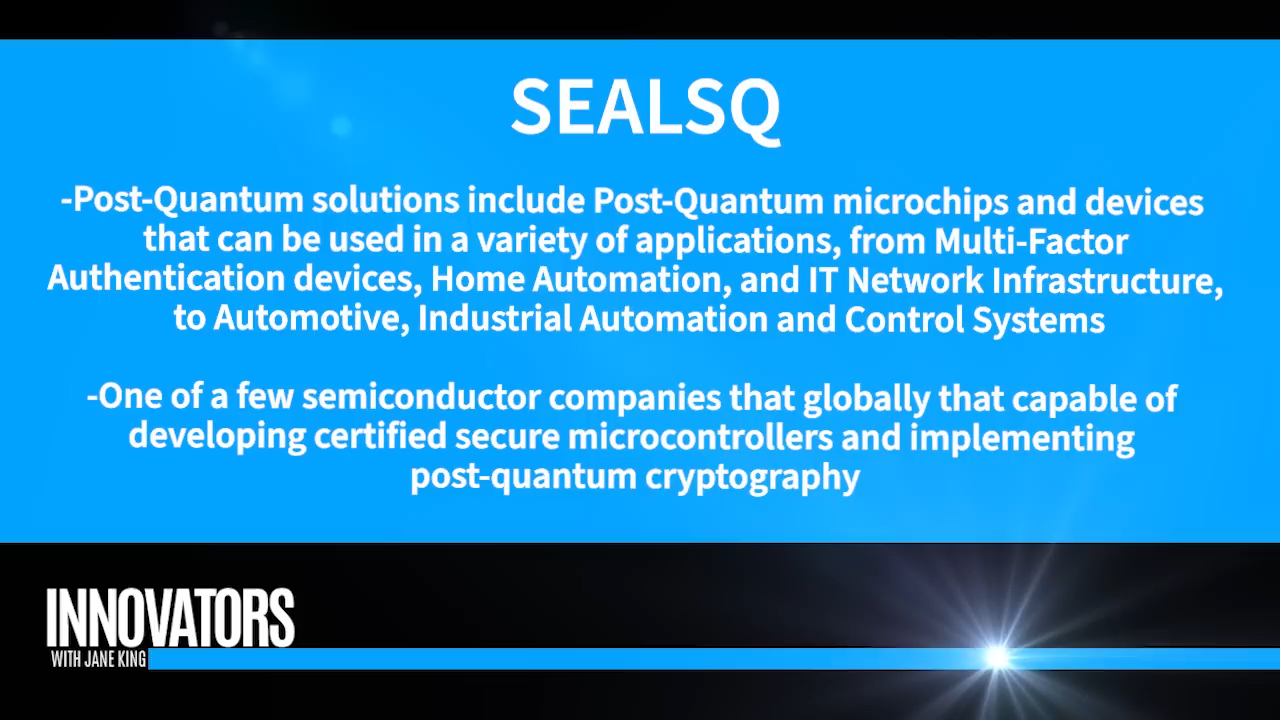 SEALSQ
-Post-Quantum solutions include Post-Quantum microchips and devices
that can be used in a variety of applications, from Multi-Factor
Authentication devices, Home Automation, and IT Network Infrastructure,
to Automotive, Industrial Automation and Control Systems
-One of a few semiconductor companies that globally that capable of
developing certified secure microcontrollers and implementing
post-quantum cryptography
INNOVATORS
WITH JANE KING